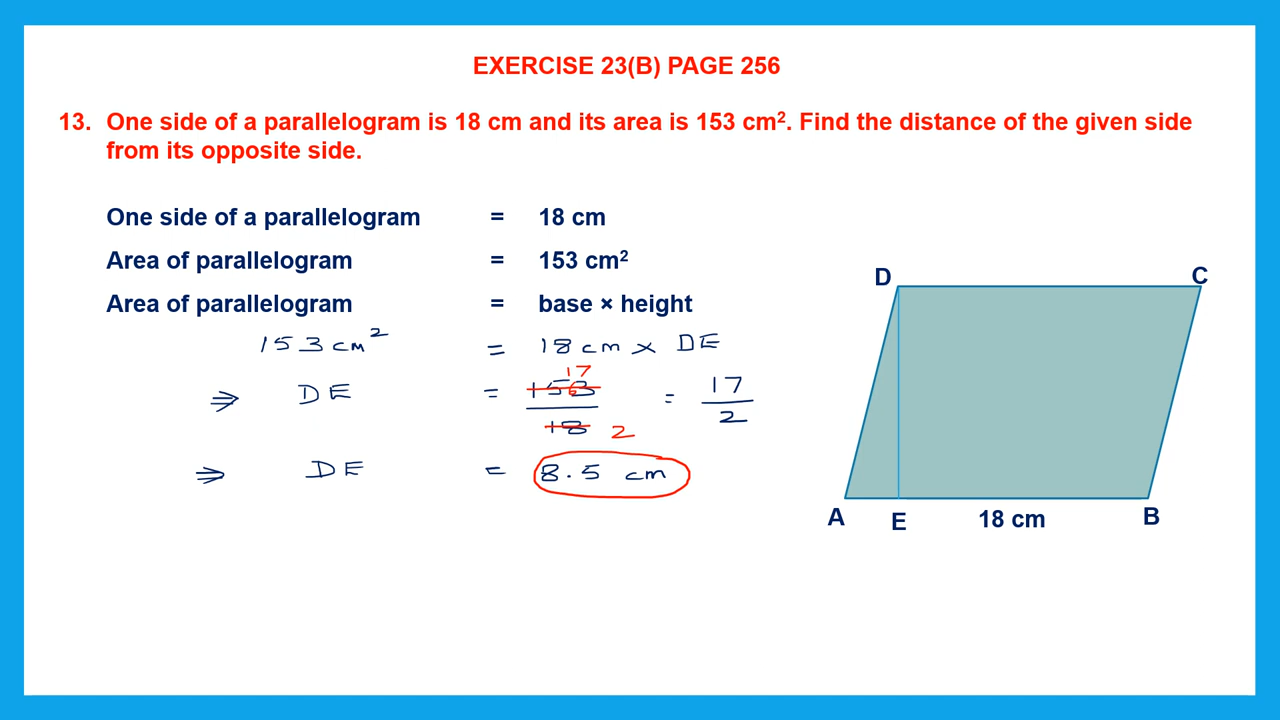 EXERCISE 23(B) PAGE 256
13. One side of a parallelogram is 18 cm and its area is 153 cm². Find the distance of the given side
from its opposite side.
One side of a parallelogram = 18 cm
Area of parallelogram = 153 cm²
Area of parallelogram = base × height
153 cm² = 18 cm × DE
⇒ DE = 153/18 17 2 = 17/2
⇒ DE = 8.5 cm
D C
A E 18 cm B